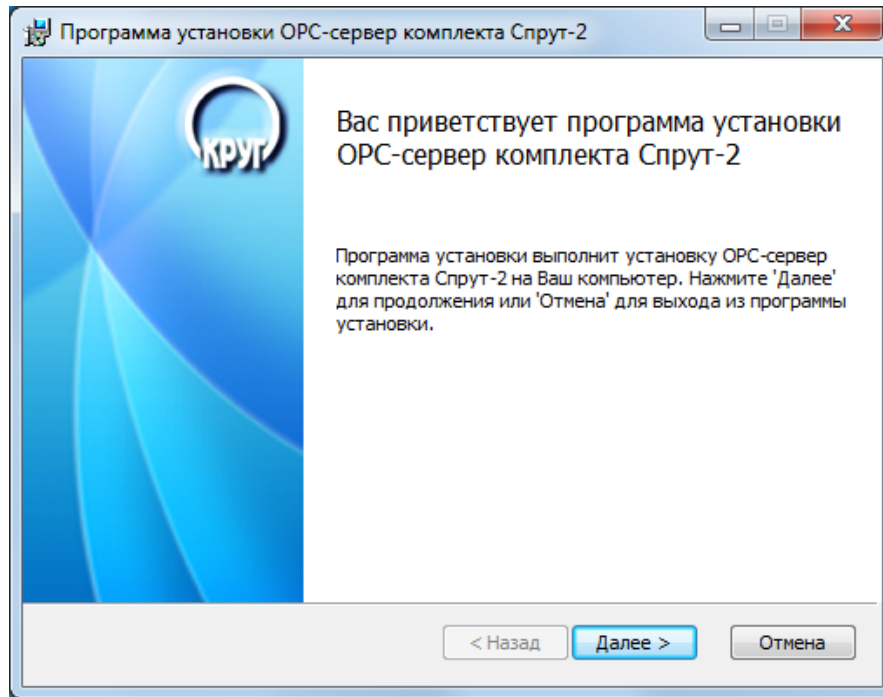 Программа установки OPC-сервер комплекта Спрут-2
КРУГ
Вас приветствует программа установки
OPC-сервер комплекта Спрут-2
Программа установки выполнит установку OPC-сервер
комплекта Спрут-2 на Ваш компьютер. Нажмите 'Далее'
для продолжения или 'Отмена' для выхода из программы
установки.
< Назад
Далее >
Отмена